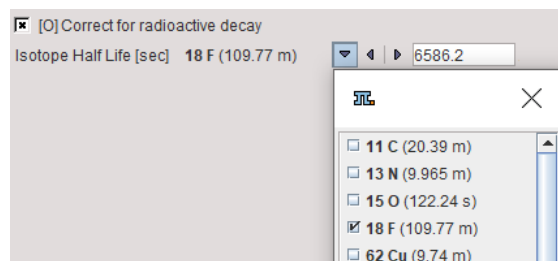 [O] Correct for radioactive decay
Isotope Half Life [sec] 18 F (109.77 m) 6586.2
11 C (20.39 m)
13 N (9.965 m)
15 O (122.24 s)
18 F (109.77 m)
62 Cu (9.74 m)